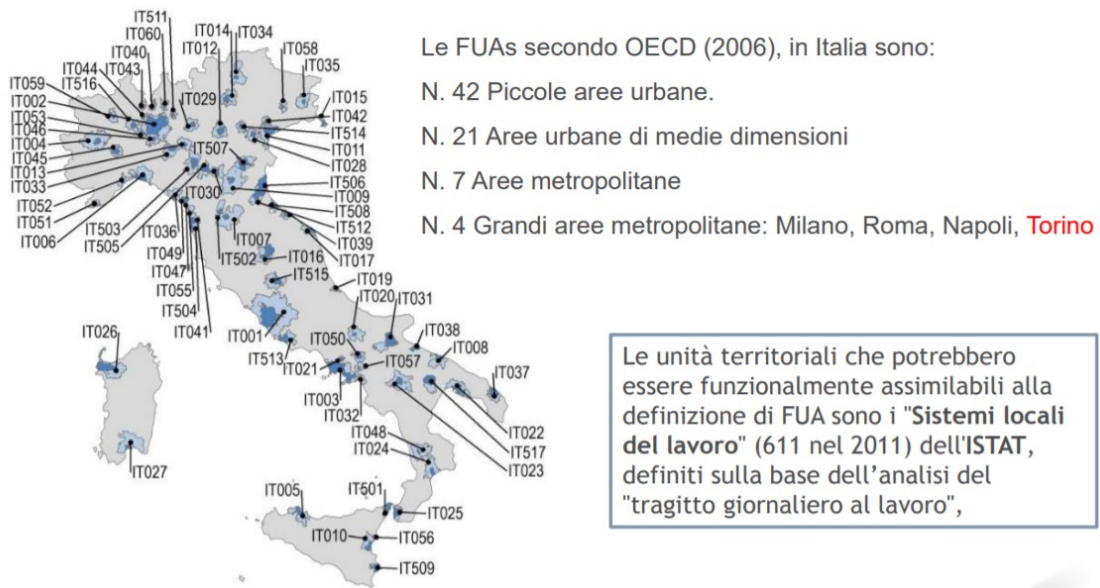 IT511
IT060
IT040
IT043
IT044
IT516
IT059
IT002
IT053
IT046
IT004
IT045
IT013
IT033
IT052
IT051
IT006
IT503
IT505
IT036
IT049
IT047
IT055
IT504
IT041
IT014
IT034
IT012
IT058
IT035
IT029
IT015
IT042
IT514
IT011
IT028
IT507
IT030
IT506
IT009
IT508
IT512
IT039
IT017
IT007
IT502
IT016
IT515
IT019
IT020
IT031
IT001
IT050
IT038
IT008
IT513
IT021
IT057
IT037
IT003
IT032
IT022
IT517
IT023
IT048
IT024
IT026
IT027
IT005
IT501
IT025
IT010
IT056
IT509
Le FUAs secondo OECD (2006), in Italia sono:
N. 42 Piccole aree urbane.
N. 21 Aree urbane di medie dimensioni
N. 7 Aree metropolitane
N. 4 Grandi aree metropolitane: Milano, Roma, Napoli, Torino
Le unità territoriali che potrebbero
essere funzionalmente assimilabili alla
definizione di FUA sono i "Sistemi locali
del lavoro" (611 nel 2011) dell'ISTAT,
definiti sulla base dell'analisi del
"tragitto giornaliero al lavoro",